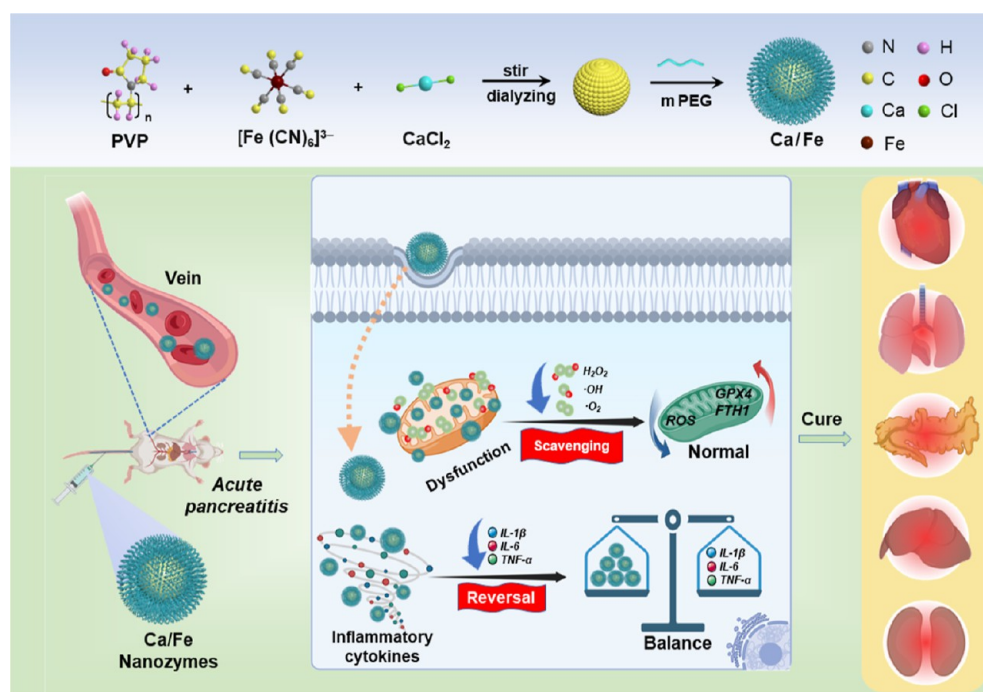 N
H
C
O
Ca
Cl
Fe
stir
dialyzing
m PEG
n
+
+
PVP
[Fe (CN)₆]³⁻
CaCl₂
Ca/Fe
Vein
Acute
pancreatitis
Ca/Fe
Nanozymes
H₂O₂
·OH
·O₂
Scavenging
Dysfunction
ROS
GPX4
FTH1
Normal
Cure
IL-1β
IL-6
TNF-α
Reversal
Inflammatory
cytokines
IL-1β
IL-6
TNF-α
Balance